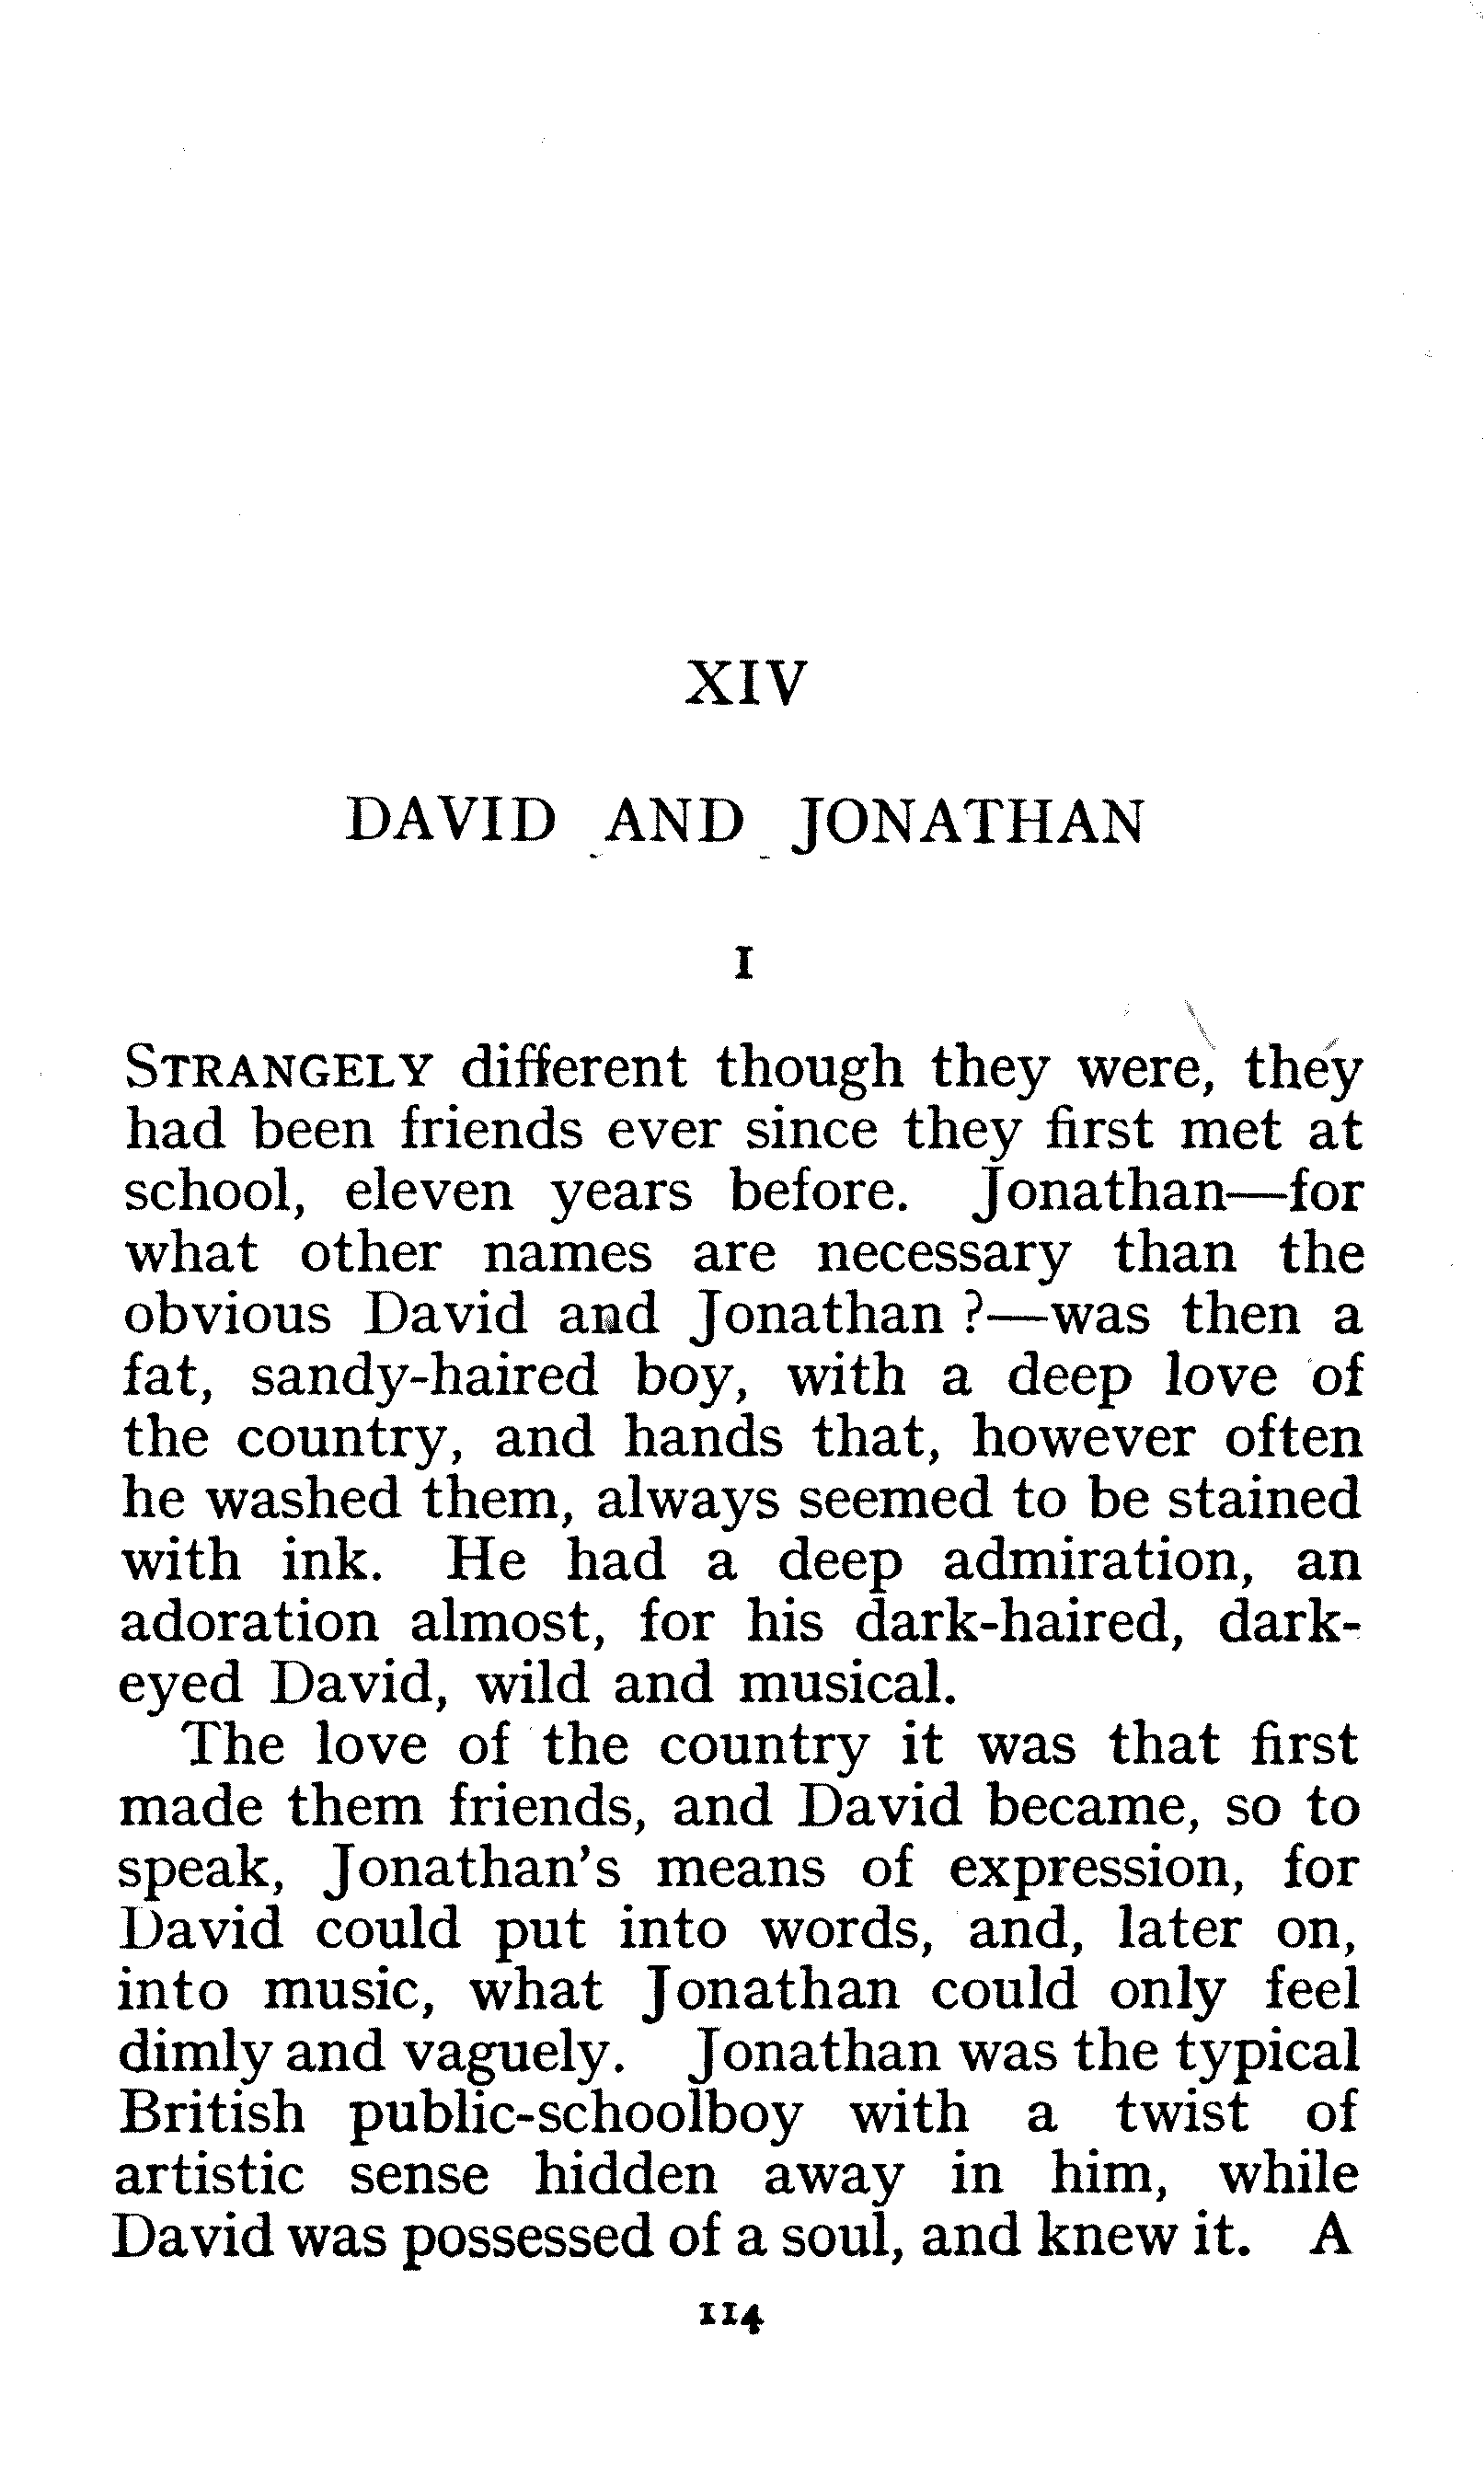 XIV
DAVID AND JONATHAN
I
STRANGELY different though they were, they
had been friends ever since they first met at
school, eleven years before. Jonathan—for
what other names are necessary than the
obvious David and Jonathan ?—was then a
fat, sandy-haired boy, with a deep love of
the country, and hands that, however often
he washed them, always seemed to be stained
with ink. He had a deep admiration, an
adoration almost, for his dark-haired, dark-
eyed David, wild and musical.
The love of the country it was that first
made them friends, and David became, so to
speak, Jonathan's means of expression, for
David could put into words, and, later on,
into music, what Jonathan could only feel
dimly and vaguely. Jonathan was the typical
British public-schoolboy with a twist of
artistic sense hidden away in him, while
David was possessed of a soul, and knew it. A
114